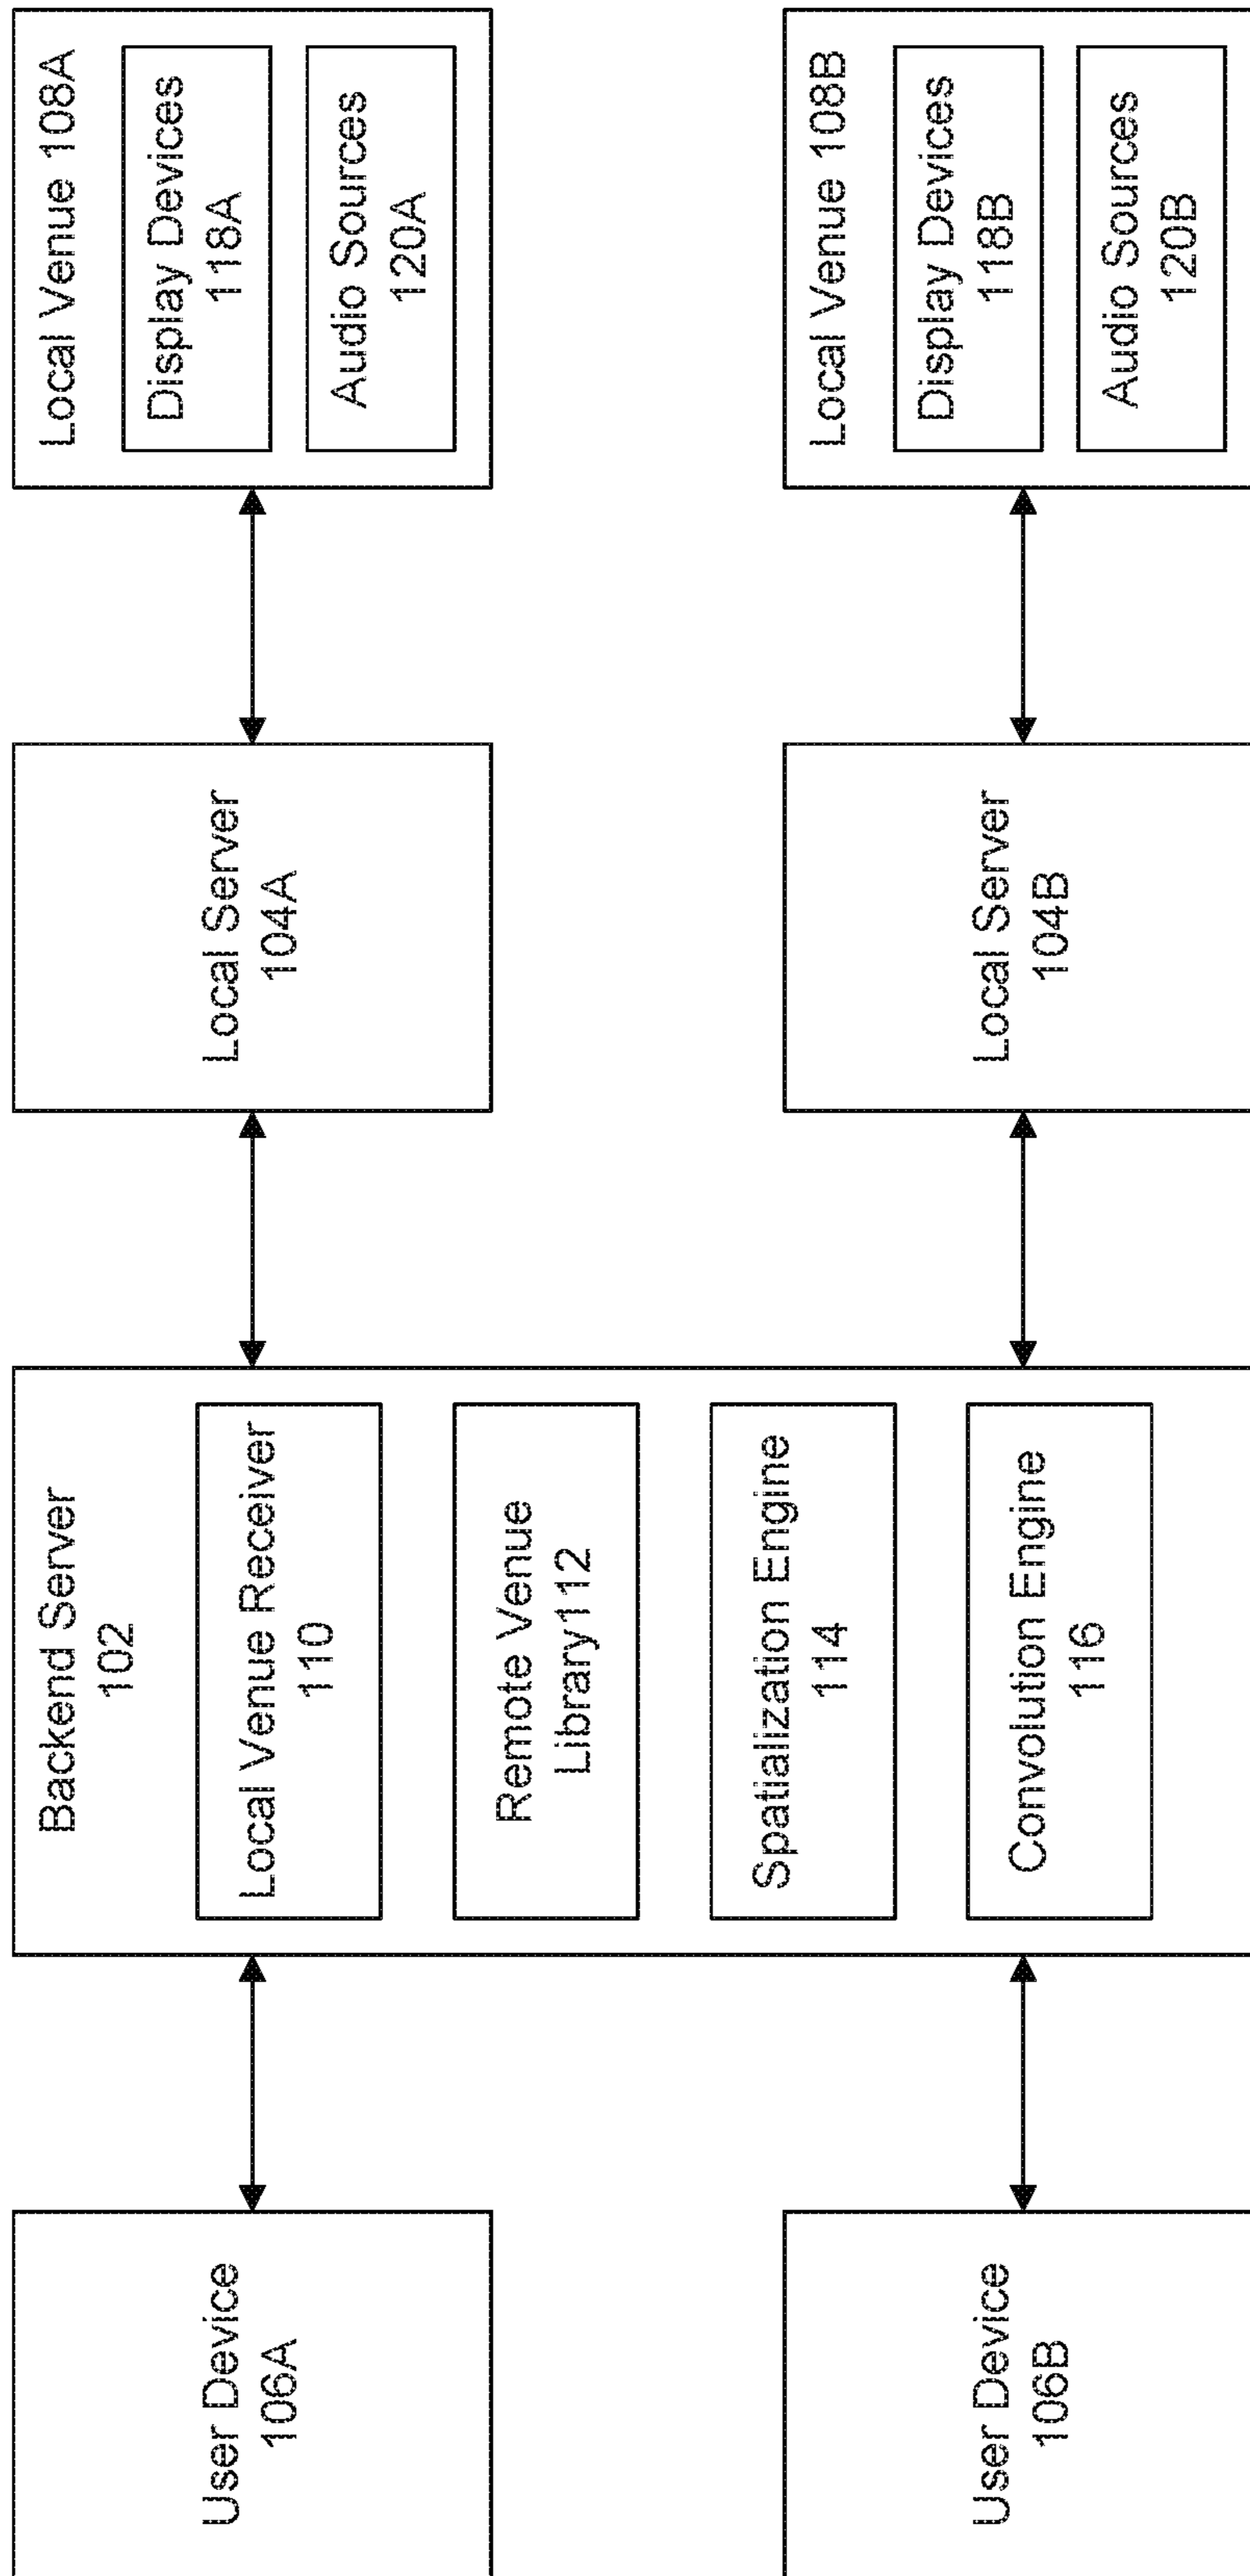 User Device
106A
User Device
106B
Backend Server
102
Local Venue Receiver
110
Remote Venue
Library112
Spatialization Engine
114
Convolution Engine
116
Local Server
104A
Local Server
104B
Local Venue 108A
Display Devices
118A
Audio Sources
120A
Local Venue 108B
Display Devices
118B
Audio Sources
120B